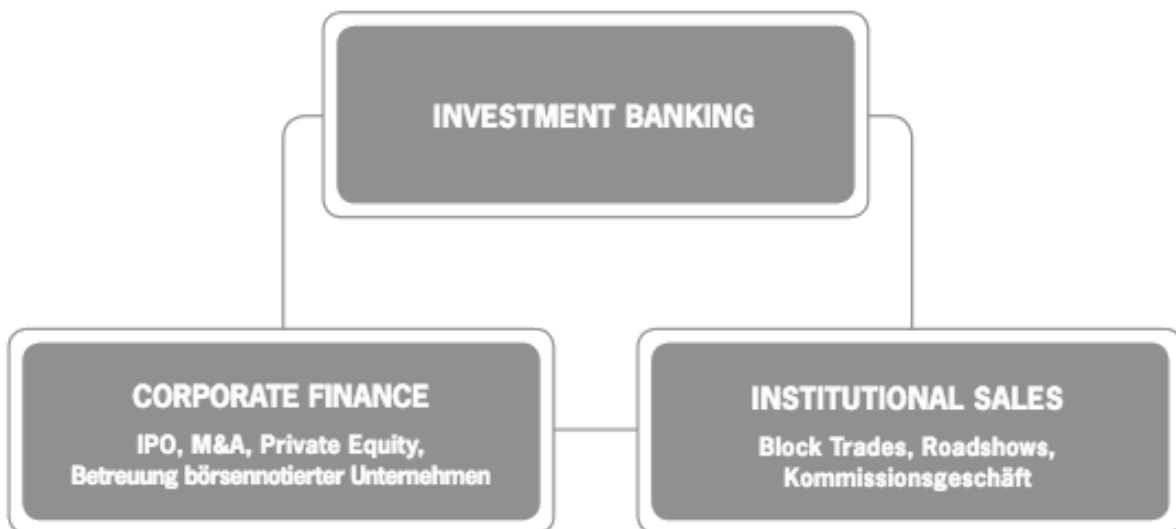 INVESTMENT BANKING
CORPORATE FINANCE
IPO, M&A, Private Equity,
Betreuung börsennotierter Unternehmen
INSTITUTIONAL SALES
Block Trades, Roadshows,
Kommissionsgeschäft